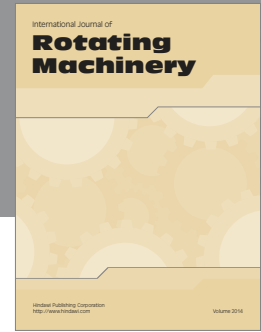 International Journal of
Rotating
Machinery
Hindawi Publishing Corporation
http://www.hindawi.com
Volume 2014